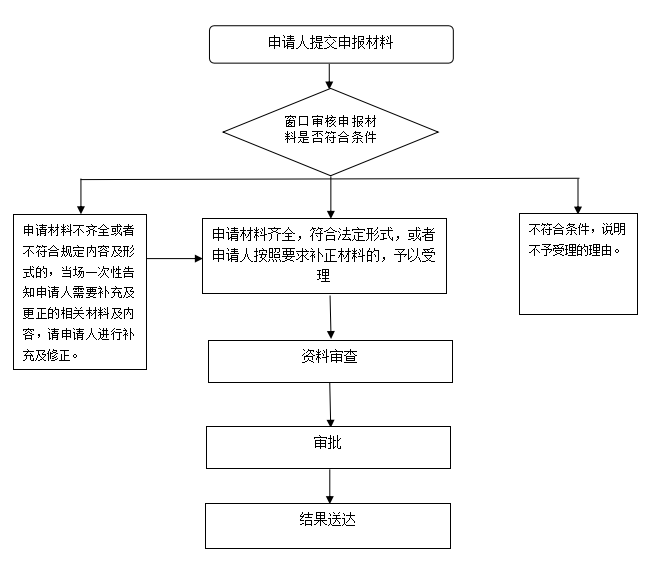 申请人提交申报材料
窗口审核申报材
料是否符合条件
申请材料不齐全或者
不符合规定内容及形
式的，当场一次性告
知申请人需要补充及
更正的相关材料及内
容，请申请人进行补
充及修正。
申请材料齐全，符合法定形式，或者
申请人按照要求补正材料的，予以受
理
不符合条件，说明
不予受理的理由。
资料审查
审批
结果送达